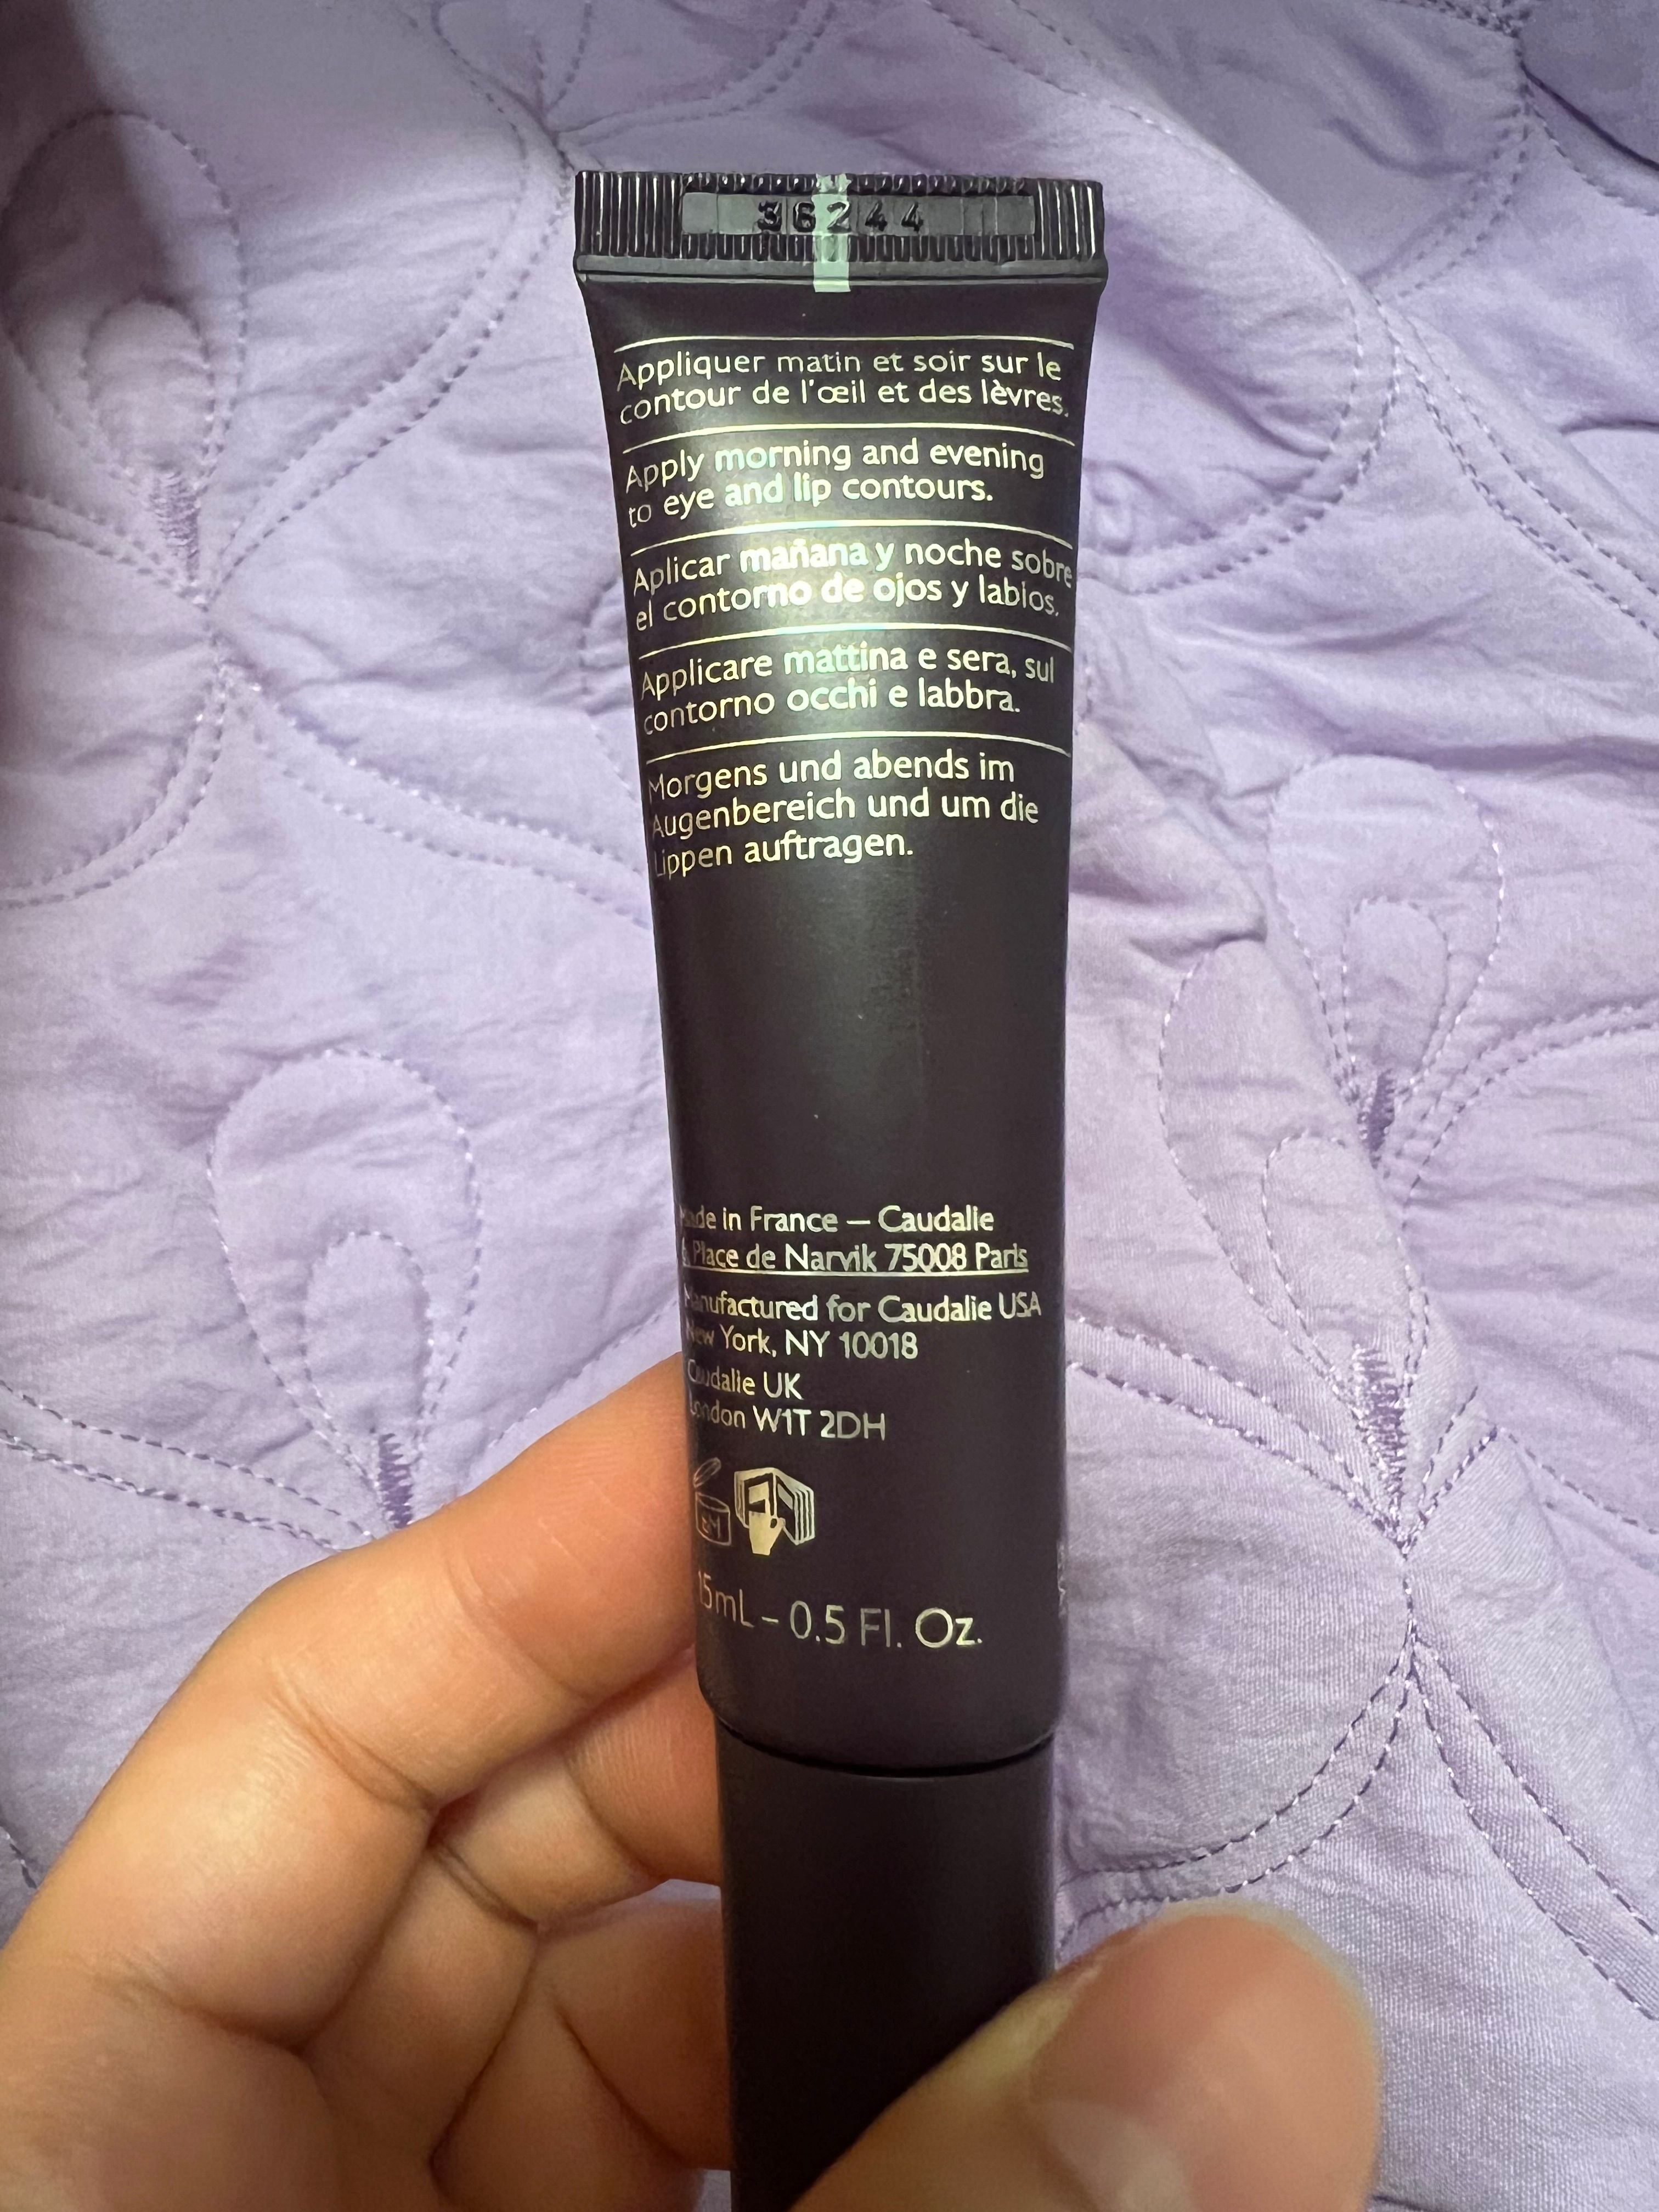 36244
Appliquer matin et soir sur le
contour de l'œil et des lèvres.
Apply morning and evening
to eye and lip contours.
Aplicar mañana y noche sobre
el contorno de ojos y labios.
Applicare mattina e sera, sul
contorno occhi e labbra.
Morgens und abends im
Augenbereich und um die
Lippen auftragen.
Made in France – Caudalie
6 Place de Narvik 75008 Paris
Manufactured for Caudalie USA
New York, NY 10018
Caudalie UK
London W1T 2DH
15mL – 0.5 Fl. Oz.